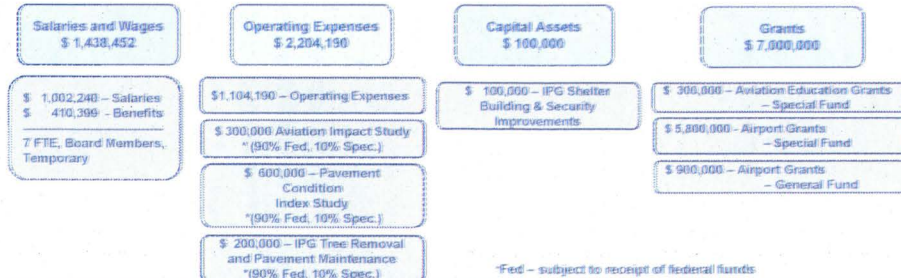 Salaries and Wages
$ 1,438,452
$ 1,002,240 – Salaries
$ 410,399 - Benefits
7 FTE, Board Members,
Temporary
Operating Expenses
$ 2,204,190
$1,104,190 – Operating Expenses
$ 300,000 Aviation Impact Study
*(90% Fed, 10% Spec.)
$ 600,000 – Pavement
Condition
Index Study
*(90% Fed, 10% Spec.)
$ 200,000 – IPG Tree Removal
and Pavement Maintenance
*(90% Fed, 10% Spec.)
Capital Assets
$ 100,000
$ 100,000 – IPG Shelter
Building & Security
Improvements
Grants
$ 7,000,000
$ 300,000 – Aviation Education Grants
– Special Fund
$ 5,800,000 - Airport Grants
– Special Fund
$ 900,000 – Airport Grants
– General Fund
*Fed – subject to receipt of federal funds